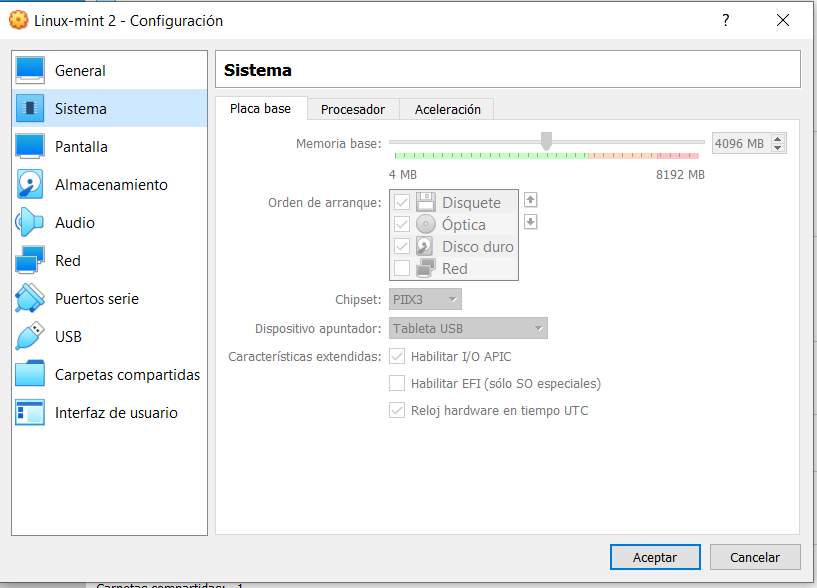 Linux-mint 2 - Configuración
?
General
Sistema
Pantalla
Almacenamiento
Audio
Red
Puertos serie
USB
Carpetas compartidas
Interfaz de usuario
Sistema
Placa base Procesador Aceleración
Memoria base: 4096 MB
4 MB 8192 MB
Orden de arranque: Disquete
Óptica
Disco duro
Red
Chipset: PIIX3
Dispositivo apuntador: Tableta USB
Características extendidas: Habilitar I/O APIC
Habilitar EFI (sólo SO especiales)
Reloj hardware en tiempo UTC
Aceptar Cancelar
Carpetas compartidas: 1